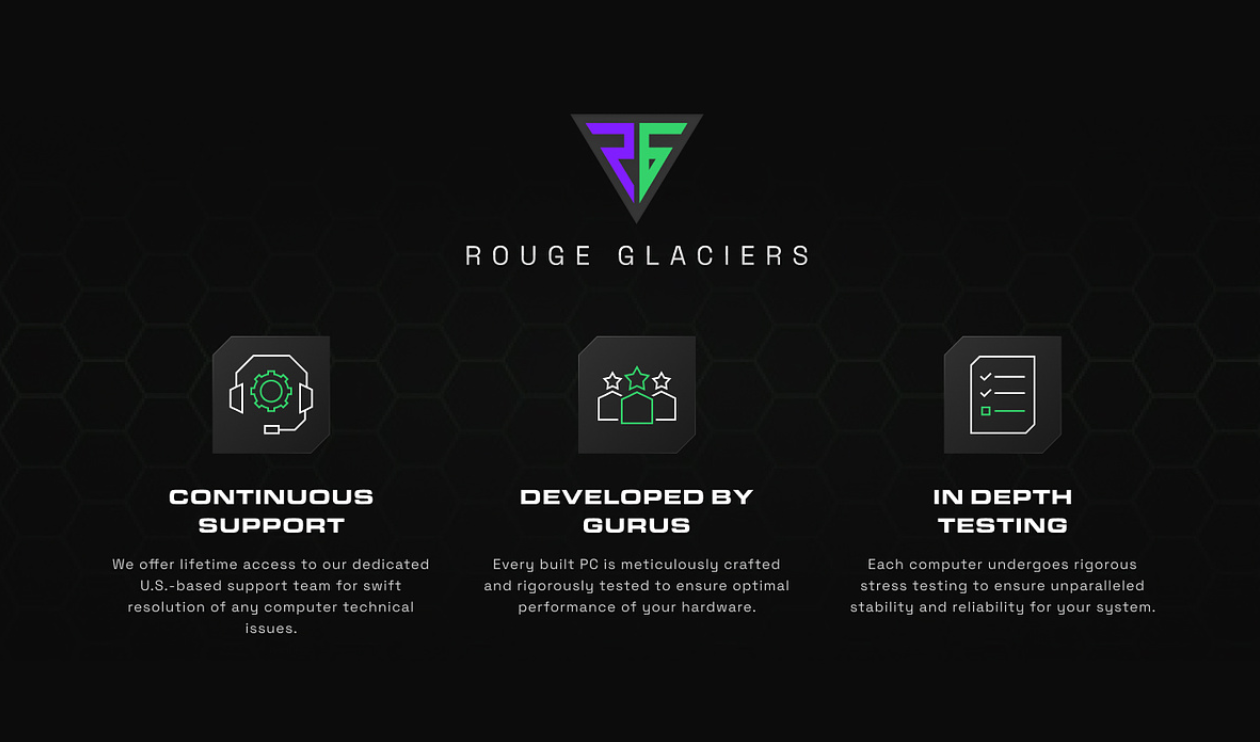 RG
ROUGE GLACIERS
CONTINUOUS
SUPPORT
We offer lifetime access to our dedicated
U.S.-based support team for swift
resolution of any computer technical
issues.
DEVELOPED BY
GURUS
Every built PC is meticulously crafted
and rigorously tested to ensure optimal
performance of your hardware.
IN DEPTH
TESTING
Each computer undergoes rigorous
stress testing to ensure unparalleled
stability and reliability for your system.